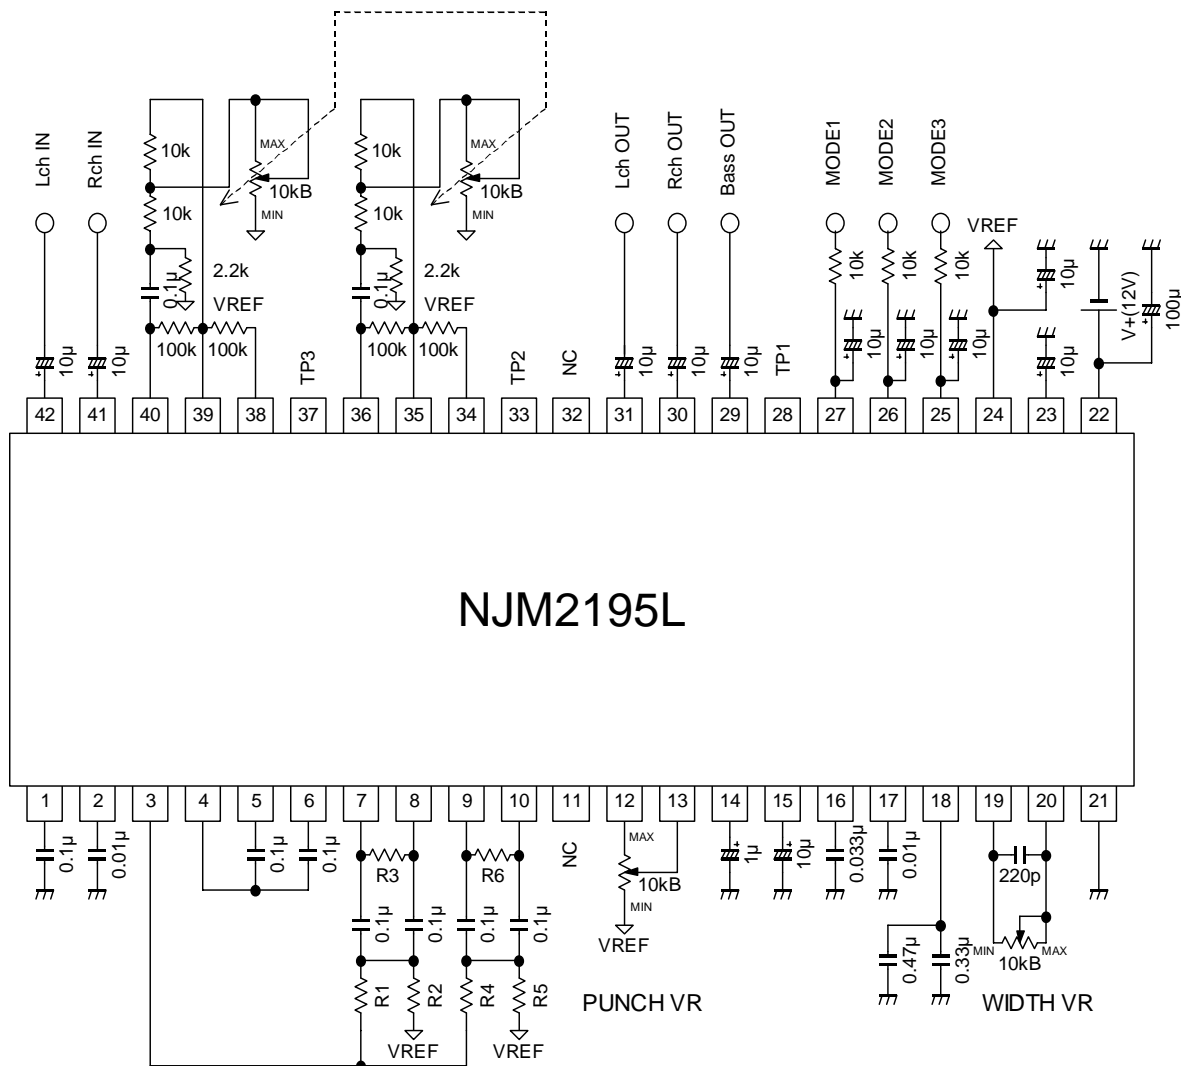 Lch IN
Rch IN
10k
10k
0.1µ
2.2k
VREF
100k
100k
MAX
10kB
MIN
10k
10k
0.1µ
2.2k
VREF
100k
100k
MAX
10kB
MIN
Lch OUT
Rch OUT
Bass OUT
MODE1
MODE2
MODE3
10k
10k
10k
VREF
10µ
V+(12V)
100µ
10µ
10µ
TP3
TP2
NC
10µ
10µ
10µ
TP1
10µ
10µ
10µ
10µ
42 41 40 39 38 37 36 35 34 33 32 31 30 29 28 27 26 25 24 23 22
NJM2195L
1 2 3 4 5 6 7 8 9 10 11 12 13 14 15 16 17 18 19 20 21
0.1µ
0.01µ
0.1µ
0.1µ
R3
R6
NC
MAX
10kB
MIN
VREF
1µ
10µ
0.033µ
0.01µ
220p
0.1µ
0.1µ
0.1µ
0.1µ
0.47µ
0.33µ
MIN
10kB
MAX
R1
R2
R4
R5
PUNCH VR
WIDTH VR
VREF
VREF